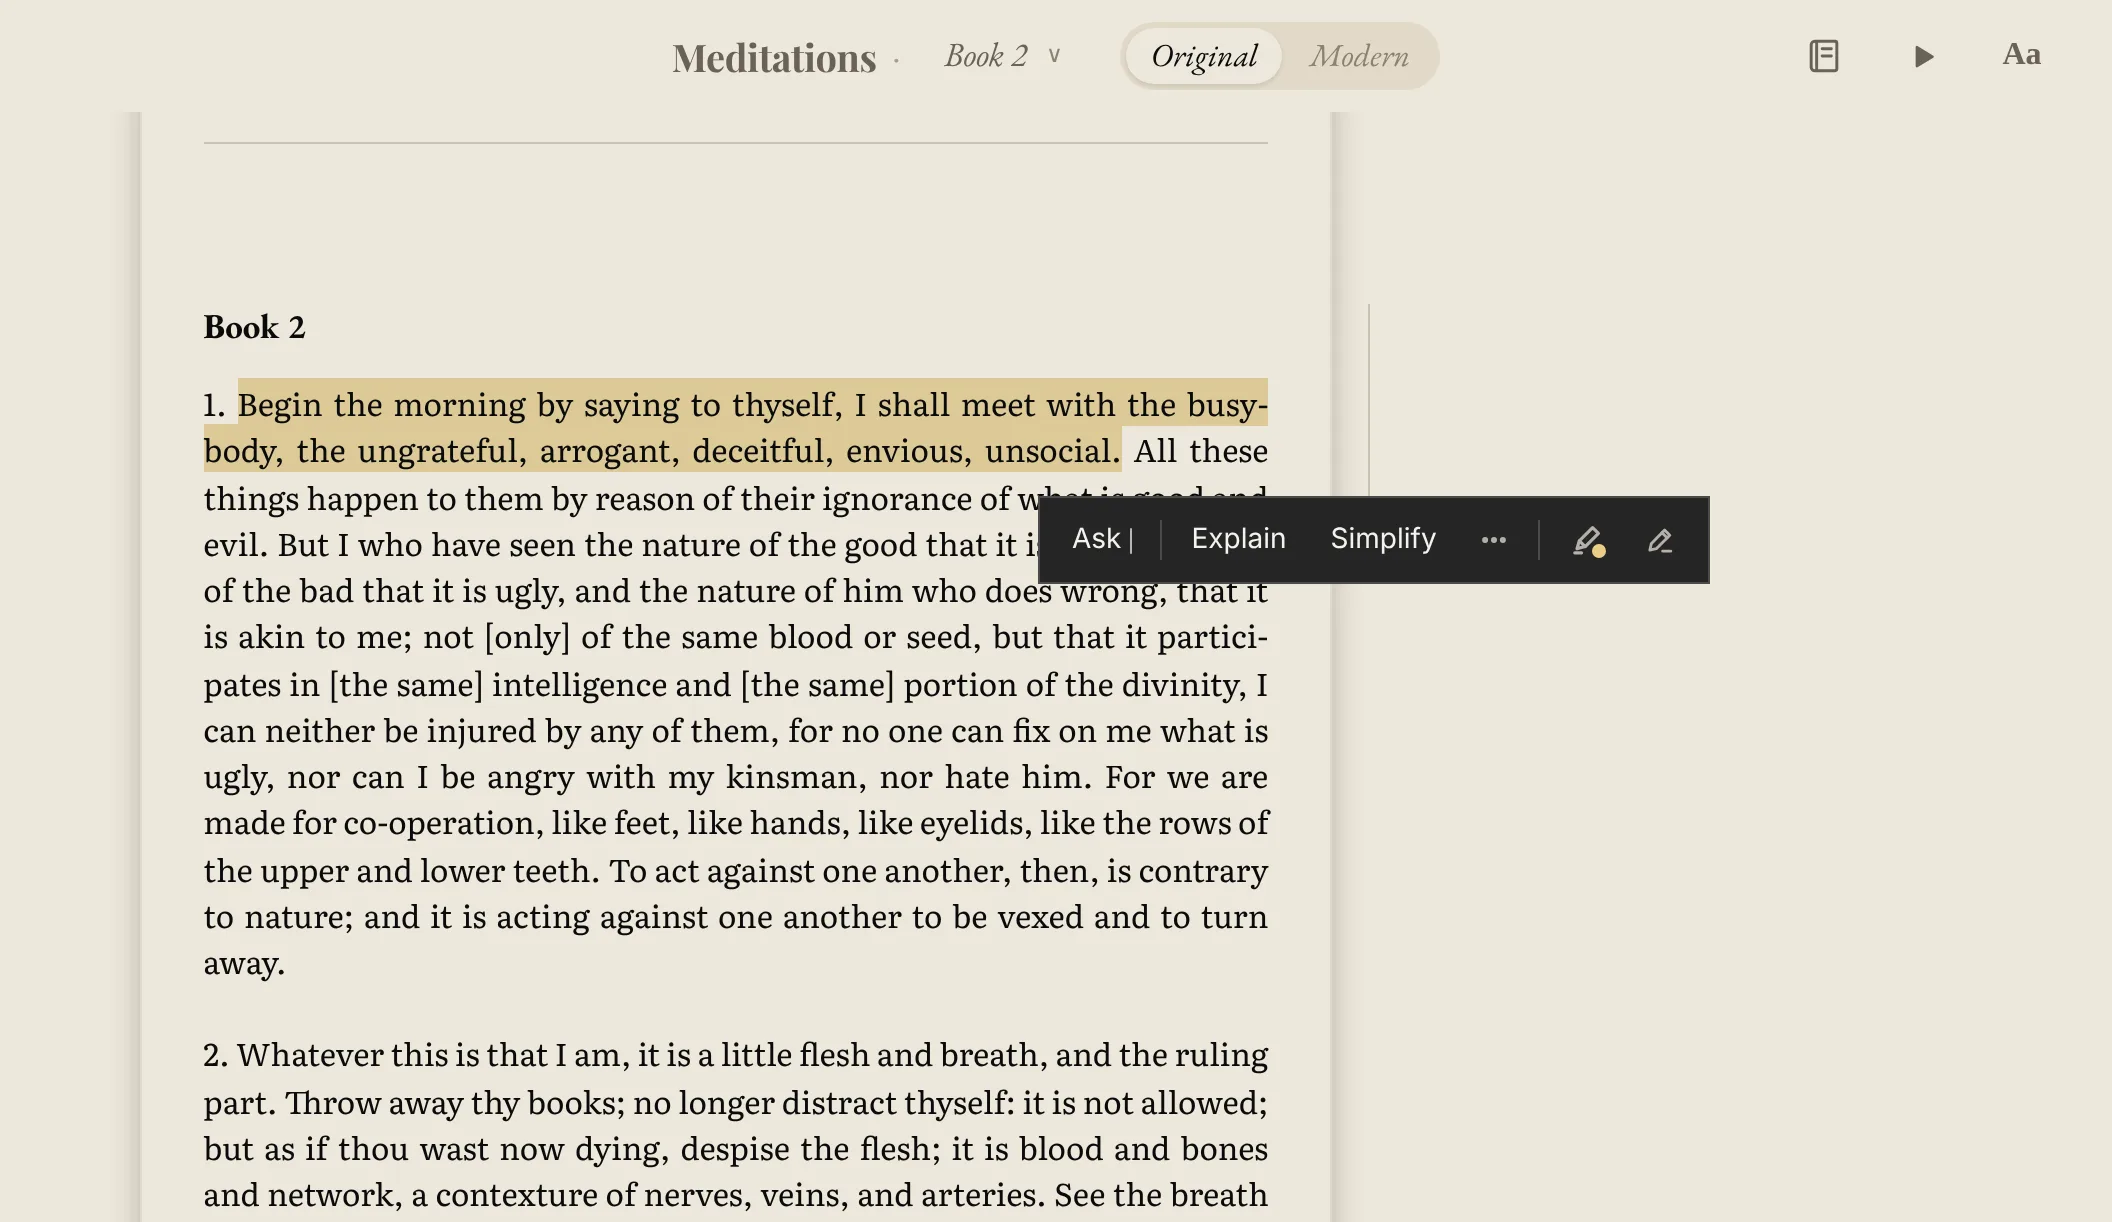 Meditations · Book 2 ∨ Original Modern Aa
Book 2
1. Begin the morning by saying to thyself, I shall meet with the busy-
body, the ungrateful, arrogant, deceitful, envious, unsocial. All these
things happen to them by reason of their ignorance of what is good and
evil. But I who have seen the nature of the good that it is
Ask Explain Simplify •••
of the bad that it is ugly, and the nature of him who does wrong, that it
is akin to me; not [only] of the same blood or seed, but that it partici-
pates in [the same] intelligence and [the same] portion of the divinity, I
can neither be injured by any of them, for no one can fix on me what is
ugly, nor can I be angry with my kinsman, nor hate him. For we are
made for co-operation, like feet, like hands, like eyelids, like the rows of
the upper and lower teeth. To act against one another, then, is contrary
to nature; and it is acting against one another to be vexed and to turn
away.
2. Whatever this is that I am, it is a little flesh and breath, and the ruling
part. Throw away thy books; no longer distract thyself: it is not allowed;
but as if thou wast now dying, despise the flesh; it is blood and bones
and network, a contexture of nerves, veins, and arteries. See the breath